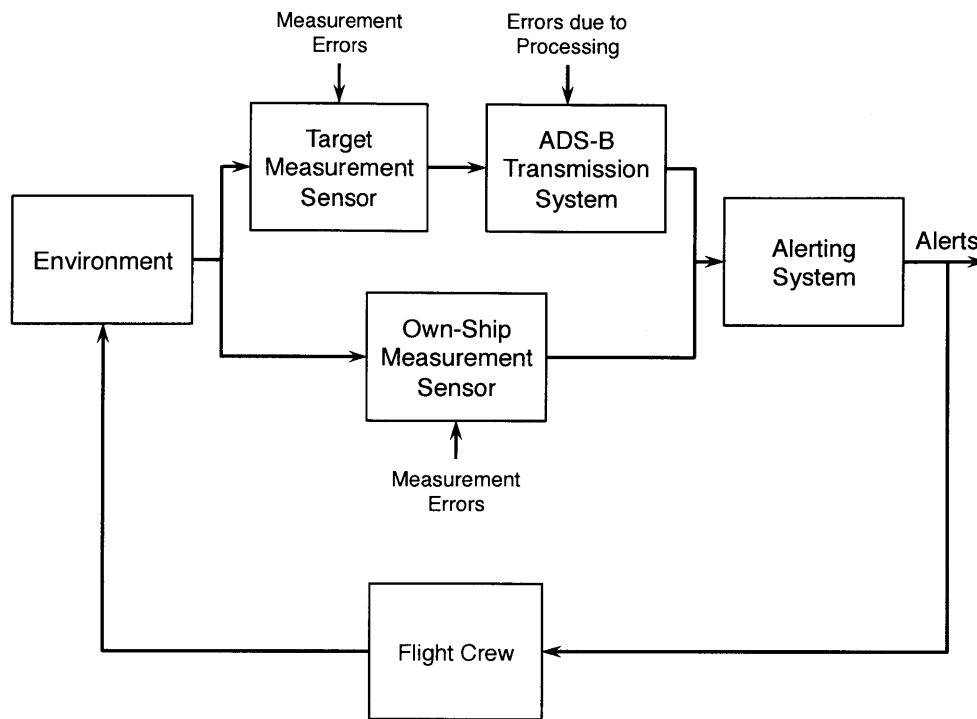 Measurement
Errors
Errors due to
Processing
Target
Measurement
Sensor
ADS-B
Transmission
System
Environment
Alerting
System
Alerts
Own-Ship
Measurement
Sensor
Measurement
Errors
Flight Crew